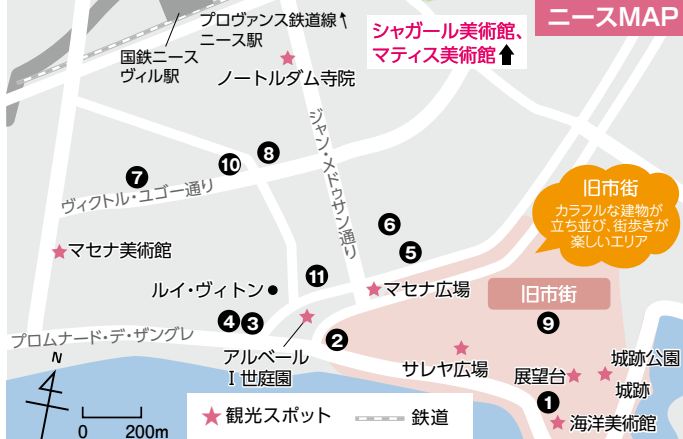 ニースMAP
プロヴァンス鉄道線↑
ニース駅
国鉄ニース
ヴィル駅
シャガール美術館、
マティス美術館⬆
ノートルダム寺院
ジャン・メドゥサン通り
7
10
8
ヴィクトル・ユゴー通り
旧市街
カラフルな建物が
立ち並び、街歩きが
楽しいエリア
6
5
マセナ美術館
11
ルイ・ヴィトン
マセナ広場
旧市街
9
4
3
2
プロムナード・デ・ザングレ
アルベール
Ⅰ世庭園
サレヤ広場
展望台
城跡公園
城跡
1
海洋美術館
N
0 200m
★観光スポット 鉄道